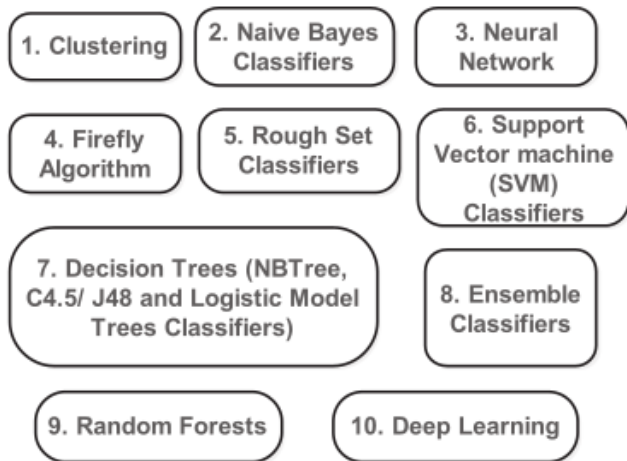 1. Clustering
2. Naive Bayes
Classifiers
3. Neural
Network
4. Firefly
Algorithm
5. Rough Set
Classifiers
6. Support
Vector machine
(SVM)
Classifiers
7. Decision Trees (NBTree,
C4.5/ J48 and Logistic Model
Trees Classifiers)
8. Ensemble
Classifiers
9. Random Forests
10. Deep Learning